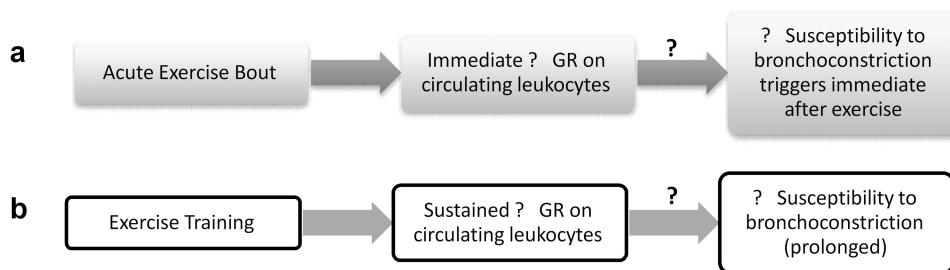 a
Acute Exercise Bout
Immediate ? GR on
circulating leukocytes
?
? Susceptibility to
bronchoconstriction
triggers immediate
after exercise
b
Exercise Training
Sustained ? GR on
circulating leukocytes
?
? Susceptibility to
bronchoconstriction
(prolonged)